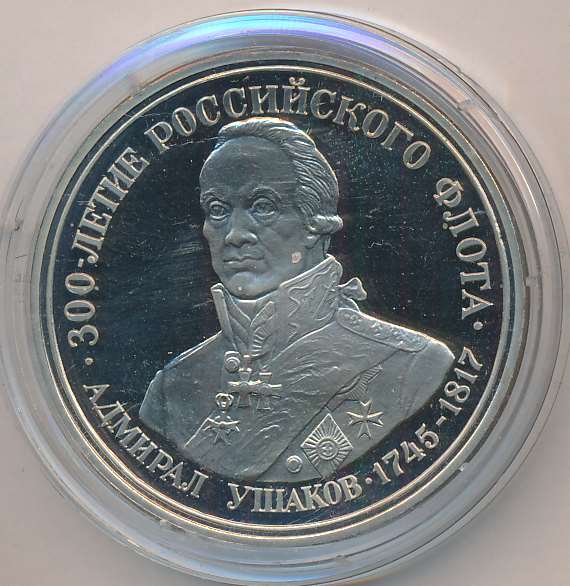 · 300-ЛЕТИЕ РОССИЙСКОГО ФЛОТА ·
АДМИРАЛ УШАКОВ · 1745-1817